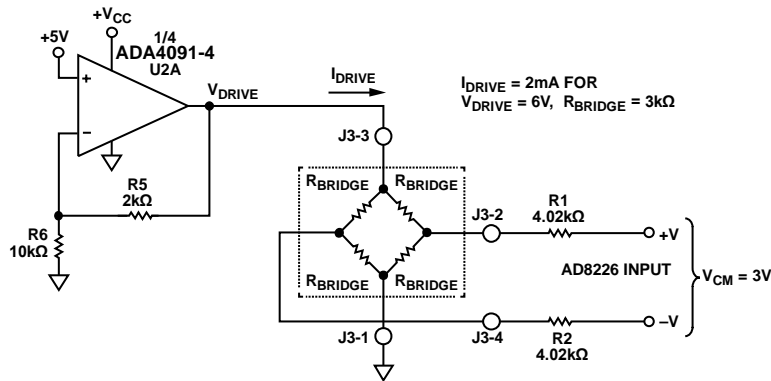 +VCC
+5V
1/4
ADA4091-4
U2A
+
−
VDRIVE
IDRIVE
IDRIVE = 2mA FOR
VDRIVE = 6V, RBRIDGE = 3kΩ
J3-3
R5
2kΩ
R6
10kΩ
RBRIDGE RBRIDGE
J3-2
R1
4.02kΩ
+V
AD8226 INPUT
VCM = 3V
RBRIDGE RBRIDGE
J3-1
J3-4
R2
4.02kΩ
−V